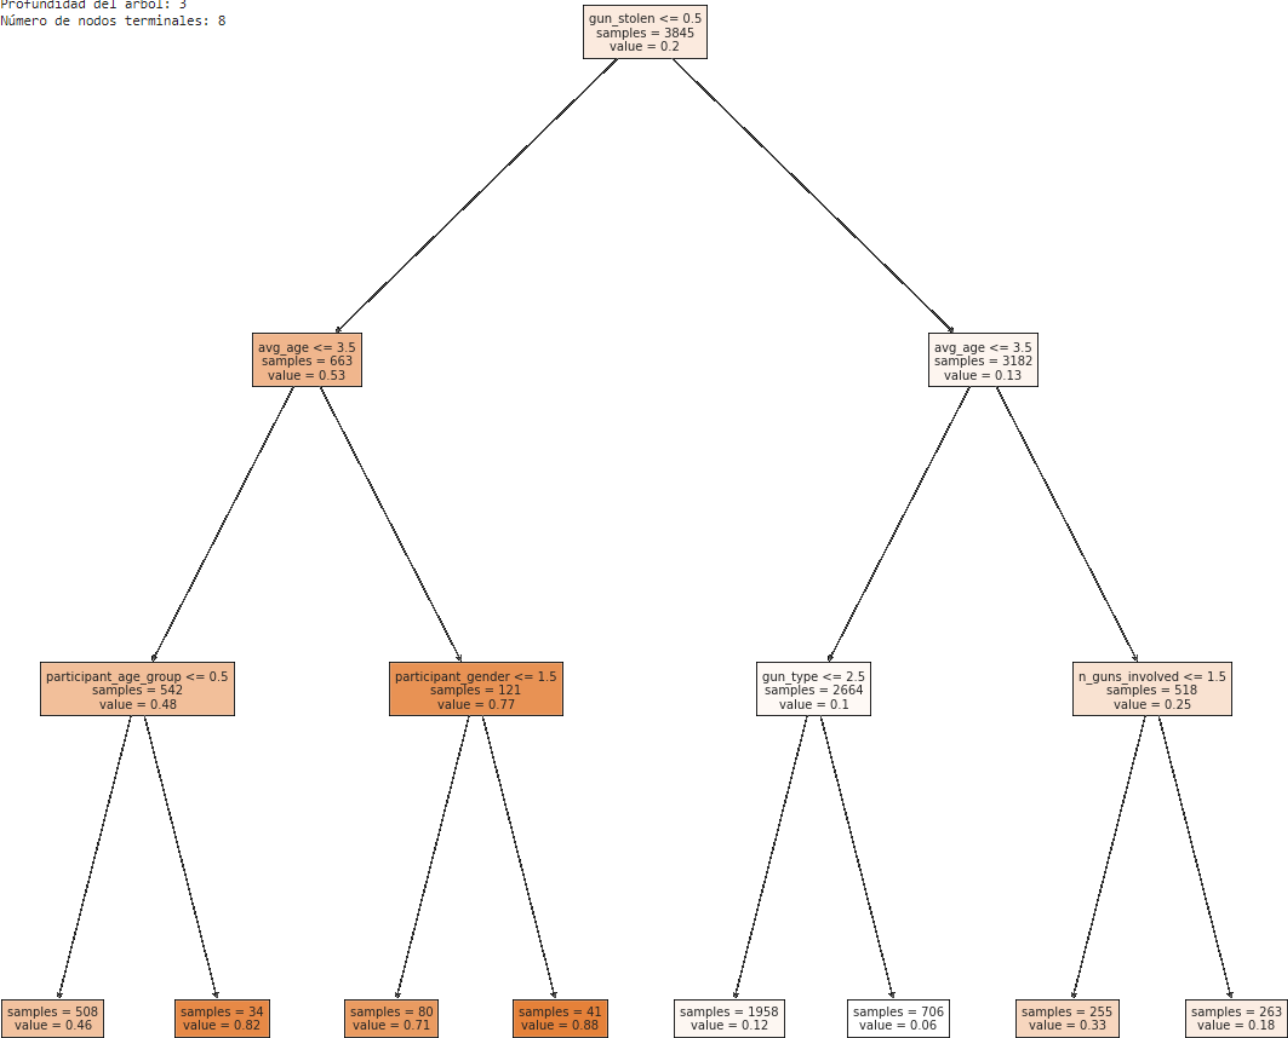 Profundidad del árbol: 3
Número de nodos terminales: 8
gun_stolen <= 0.5
samples = 3845
value = 0.2
avg_age <= 3.5
samples = 663
value = 0.53
avg_age <= 3.5
samples = 3182
value = 0.13
participant_age_group <= 0.5
samples = 542
value = 0.48
participant_gender <= 1.5
samples = 121
value = 0.77
gun_type <= 2.5
samples = 2664
value = 0.1
n_guns_involved <= 1.5
samples = 518
value = 0.25
samples = 508
value = 0.46
samples = 34
value = 0.82
samples = 80
value = 0.71
samples = 41
value = 0.88
samples = 1958
value = 0.12
samples = 706
value = 0.06
samples = 255
value = 0.33
samples = 263
value = 0.18